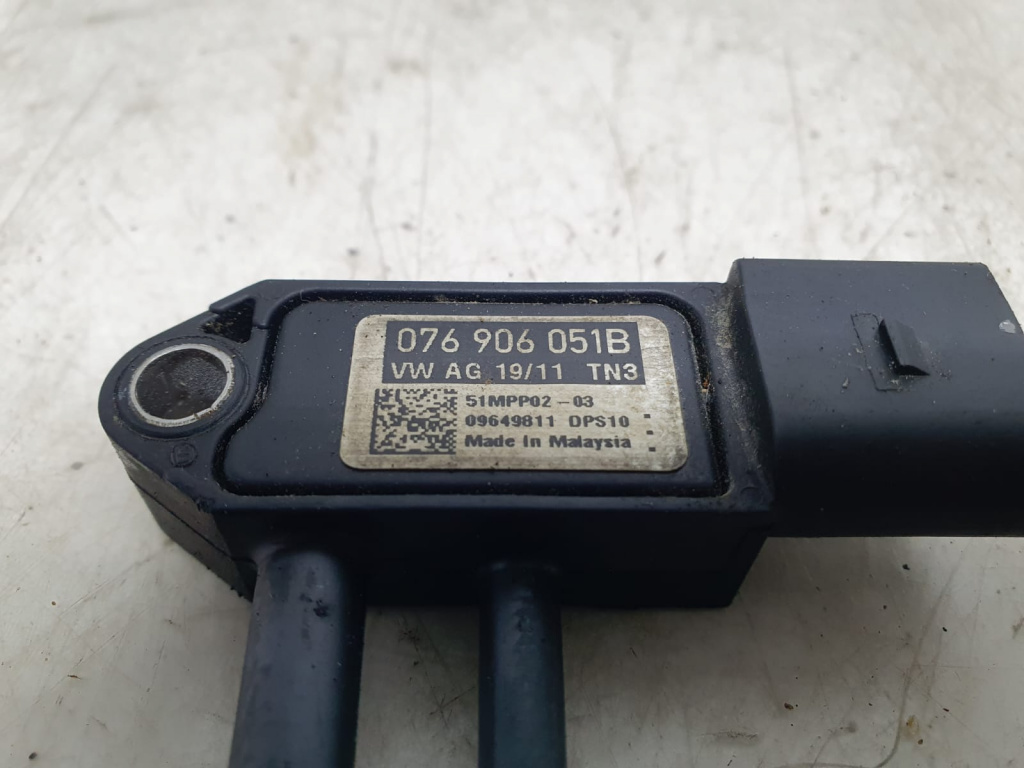 076 906 051B
VW AG 19/11 TN3
51MPP02-03
09649811 DPS10
Made in Malaysia